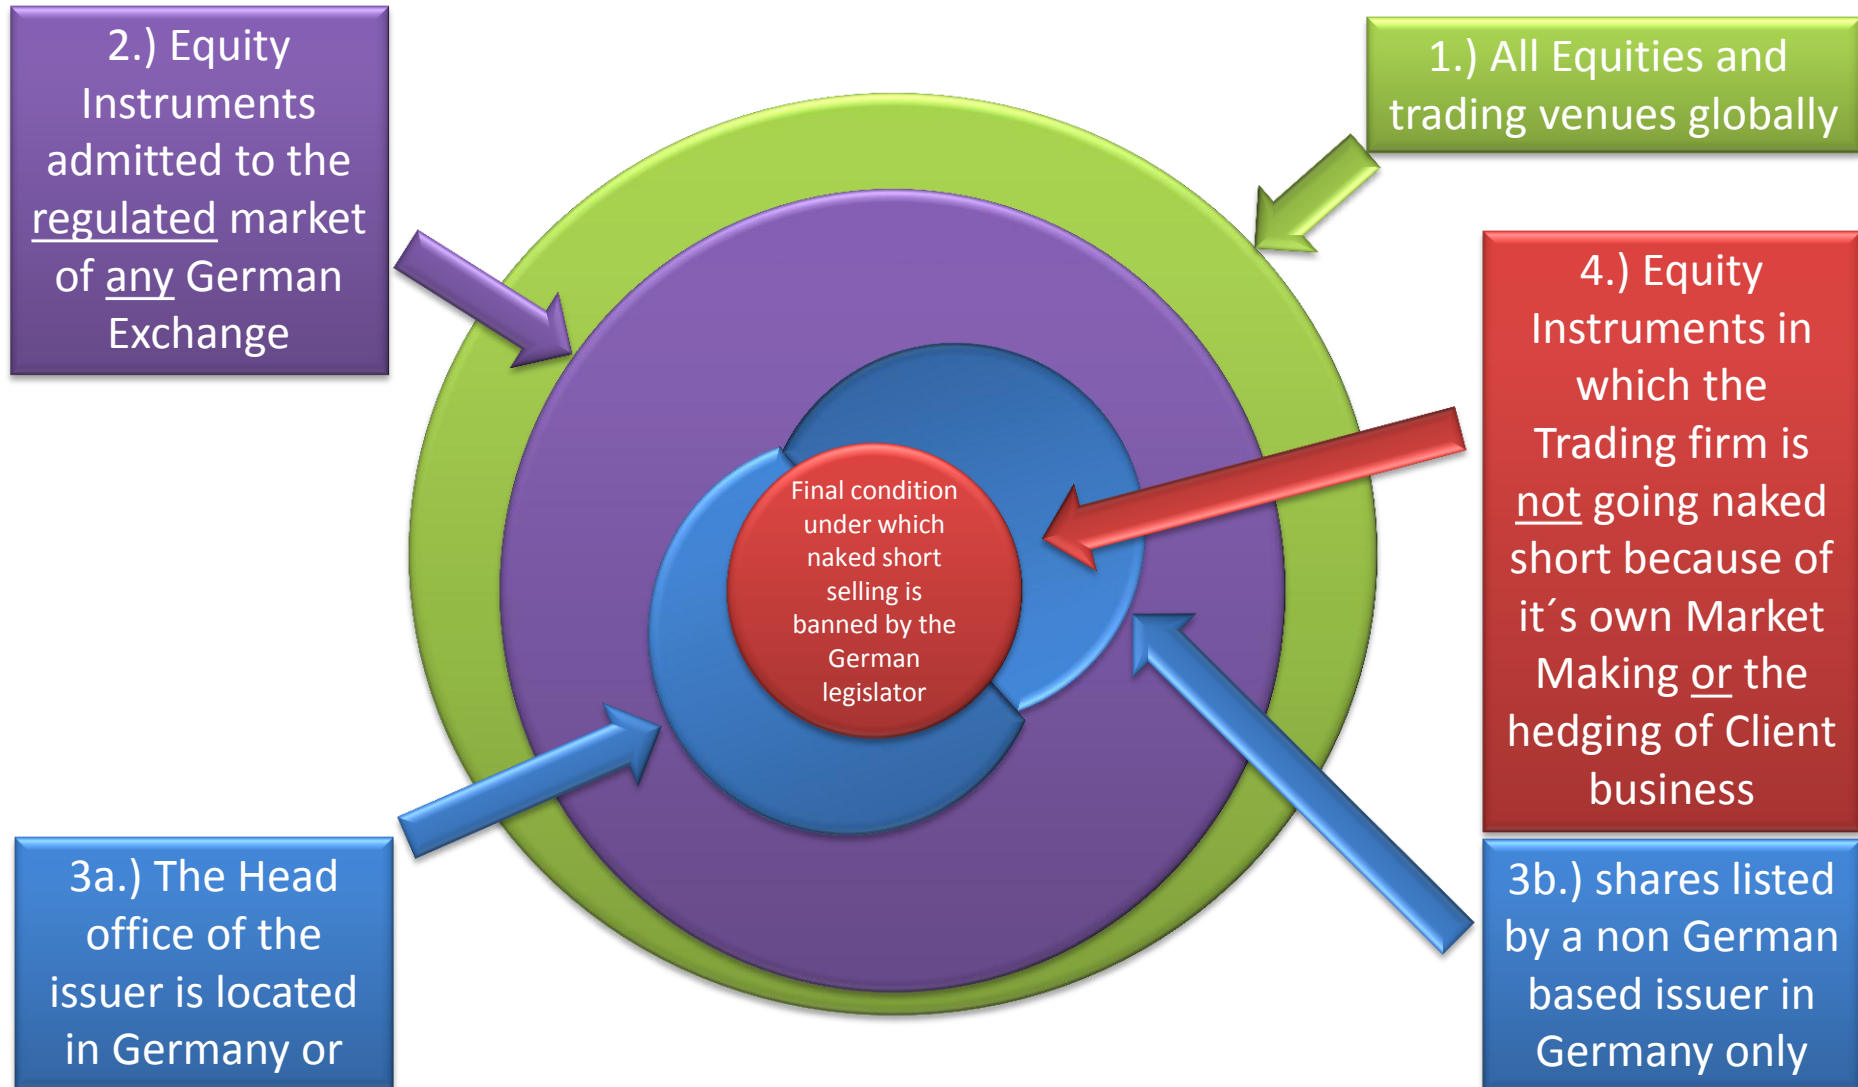 2.) Equity
Instruments
admitted to the
regulated market
of any German
Exchange
1.) All Equities and
trading venues globally
4.) Equity
Instruments in
which the
Trading firm is
not going naked
short because of
it´s own Market
Making or the
hedging of Client
business
Final condition
under which
naked short
selling is
banned by the
German
legislator
3a.) The Head
office of the
issuer is located
in Germany or
3b.) shares listed
by a non German
based issuer in
Germany only